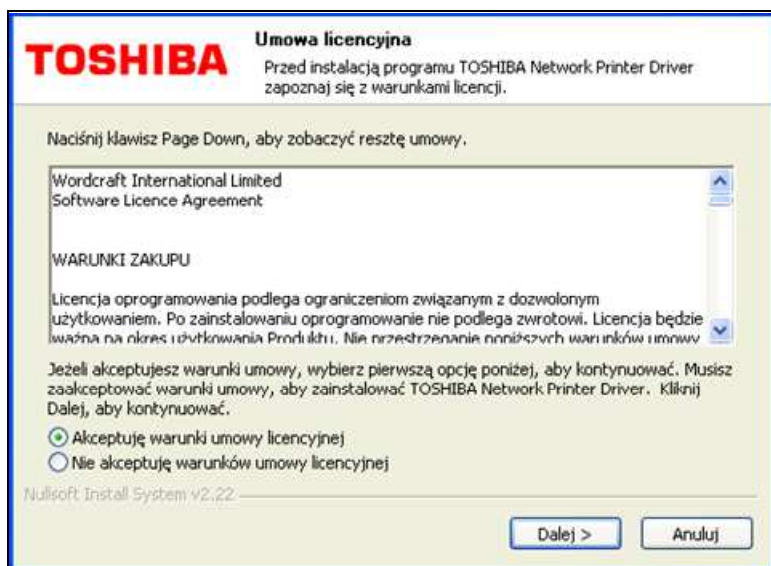 TOSHIBA
Umowa licencyjna
Przed instalacją programu TOSHIBA Network Printer Driver
zapoznaj się z warunkami licencji.
Naciśnij klawisz Page Down, aby zobaczyć resztę umowy.
Wordcraft International Limited
Software Licence Agreement
WARUNKI ZAKUPU
Licencja oprogramowania podlega ograniczeniom związanym z dozwolonym
użytkowaniem. Po zainstalowaniu oprogramowanie nie podlega zwrotowi. Licencja będzie
ważna na okres użytkowania Produktu. Nie przestrzeganie poniższych warunków umowy
Jeżeli akceptujesz warunki umowy, wybierz pierwszą opcję poniżej, aby kontynuować. Musisz
zaakceptować warunki umowy, aby zainstalować TOSHIBA Network Printer Driver. Kliknij
Dalej, aby kontynuować.
Akceptuję warunki umowy licencyjnej
Nie akceptuję warunków umowy licencyjnej
Nullsoft Install System v2.22
Dalej >
Anuluj